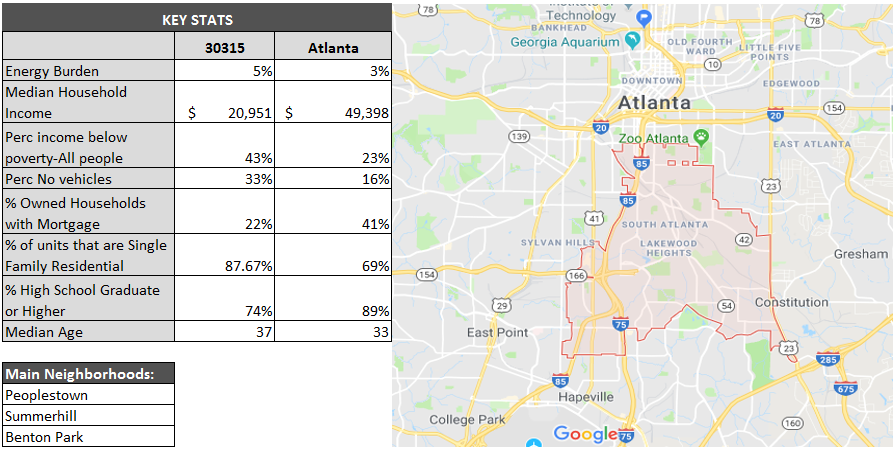 KEY STATS
30315 Atlanta
Energy Burden 5% 3%
Median Household
Income $ 20,951 $ 49,398
Perc income below
poverty-All people 43% 23%
Perc No vehicles 33% 16%
% Owned Households
with Mortgage 22% 41%
% of units that are Single
Family Residential 87.67% 69%
% High School Graduate
or Higher 74% 89%
Median Age 37 33
Main Neighborhoods:
Peoplestown
Summerhill
Benton Park
78
Technology
78
BANKHEAD
Georgia Aquarium
OLD FOURTH
WARD
LITTLE FIVE
POINTS
10
DOWNTOWN
EDGEWOOD
Atlanta
154
20
20
139
Zoo Atlanta
EAST ATLANTA
85
23
85
41
SOUTH ATLANTA
SYLVAN HILLS
LAKEWOOD
HEIGHTS
42
Gresham
154
166
29
54
Constitution
75
East Point
23
285
85
675
Hapeville
College Park
160
Google
75